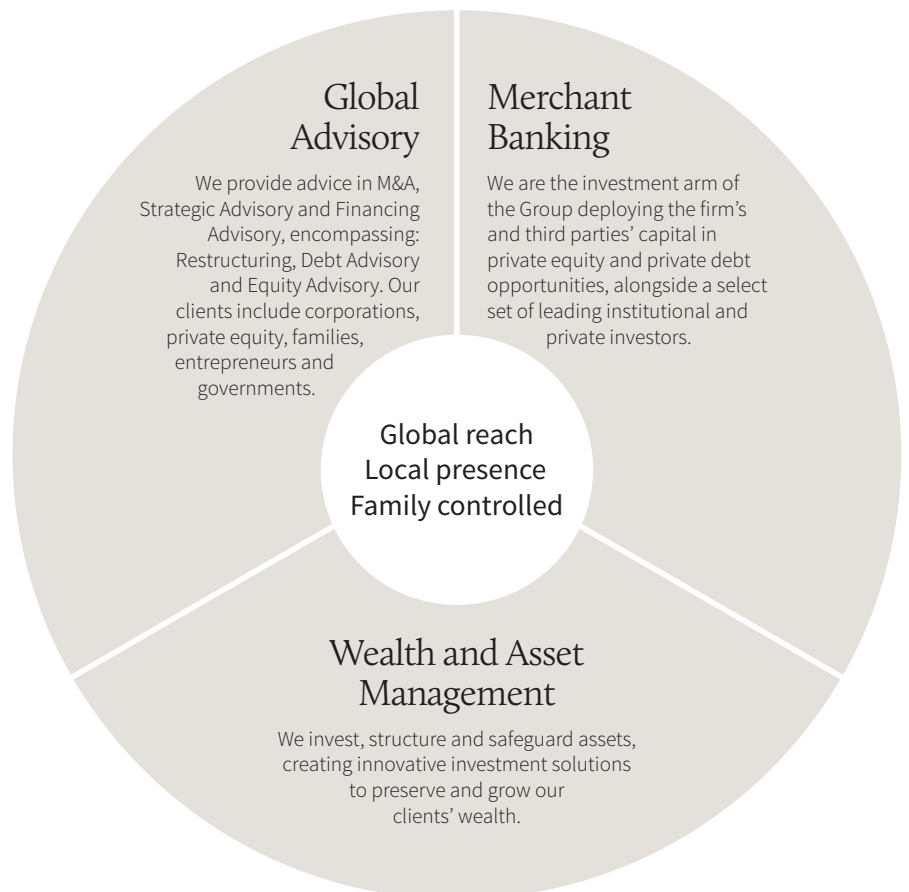 Global
Advisory
We provide advice in M&A,
Strategic Advisory and Financing
Advisory, encompassing:
Restructuring, Debt Advisory
and Equity Advisory. Our
clients include corporations,
private equity, families,
entrepreneurs and
governments.
Merchant
Banking
We are the investment arm of
the Group deploying the firm’s
and third parties’ capital in
private equity and private debt
opportunities, alongside a select
set of leading institutional and
private investors.
Global reach
Local presence
Family controlled
Wealth and Asset
Management
We invest, structure and safeguard assets,
creating innovative investment solutions
to preserve and grow our
clients’ wealth.